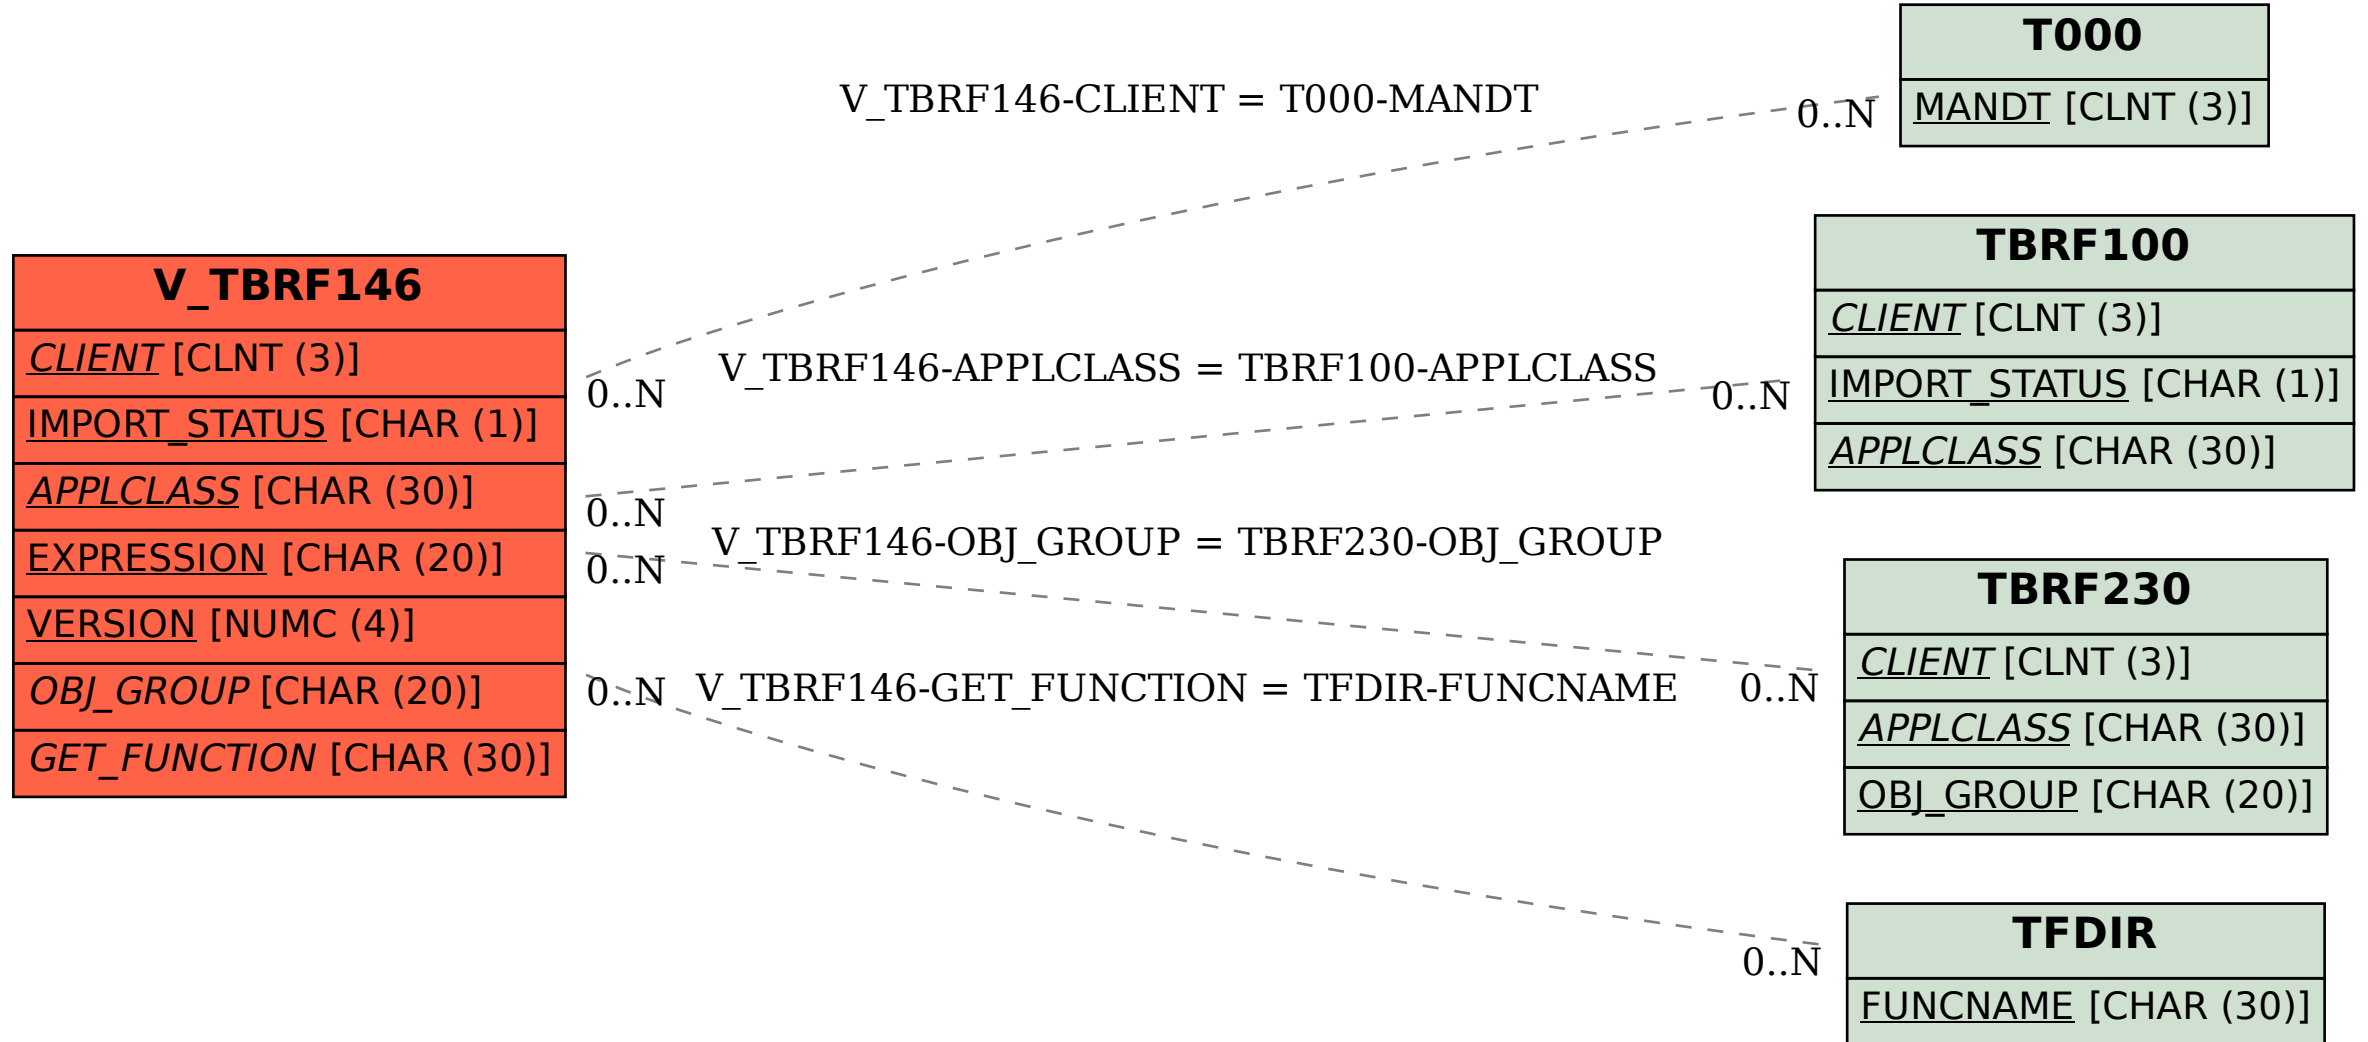 V_TBRF146
CLIENT [CLNT (3)]
IMPORT_STATUS [CHAR (1)]
APPLCLASS [CHAR (30)]
EXPRESSION [CHAR (20)]
VERSION [NUMC (4)]
OBJ_GROUP [CHAR (20)]
GET_FUNCTION [CHAR (30)]
V_TBRF146-CLIENT = T000-MANDT
0..N
0..N
V_TBRF146-APPLCLASS = TBRF100-APPLCLASS
0..N
0..N
V_TBRF146-OBJ_GROUP = TBRF230-OBJ_GROUP
0..N
0..N
V_TBRF146-GET_FUNCTION = TFDIR-FUNCNAME
0..N
0..N
T000
MANDT [CLNT (3)]
TBRF100
CLIENT [CLNT (3)]
IMPORT_STATUS [CHAR (1)]
APPLCLASS [CHAR (30)]
TBRF230
CLIENT [CLNT (3)]
APPLCLASS [CHAR (30)]
OBJ_GROUP [CHAR (20)]
TFDIR
FUNCNAME [CHAR (30)]